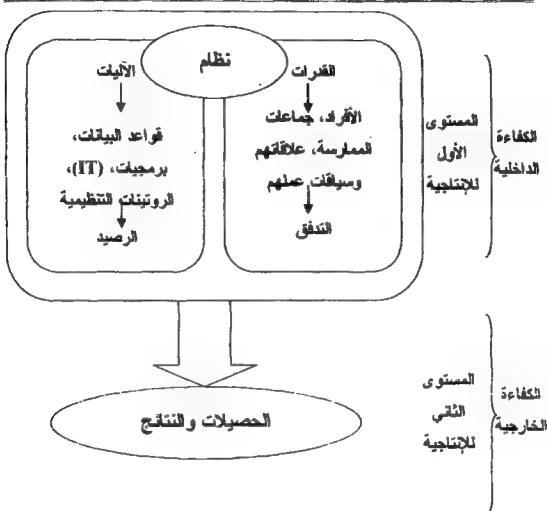 نظام
القدرات
الأفراد، جماعات
الممارسة، علاقاتهم
وسياقات عملهم
التدفق
الآليات
قواعد البيانات،
برمجيات، (IT)،
الروتينات التنظيمية
الرصيد
المستوى
الأول
للإنتاجية
الكفاءة
الداخلية
الحصيلات والنتائج
المستوى
الثاني
للإنتاجية
الكفاءة
الخارجية